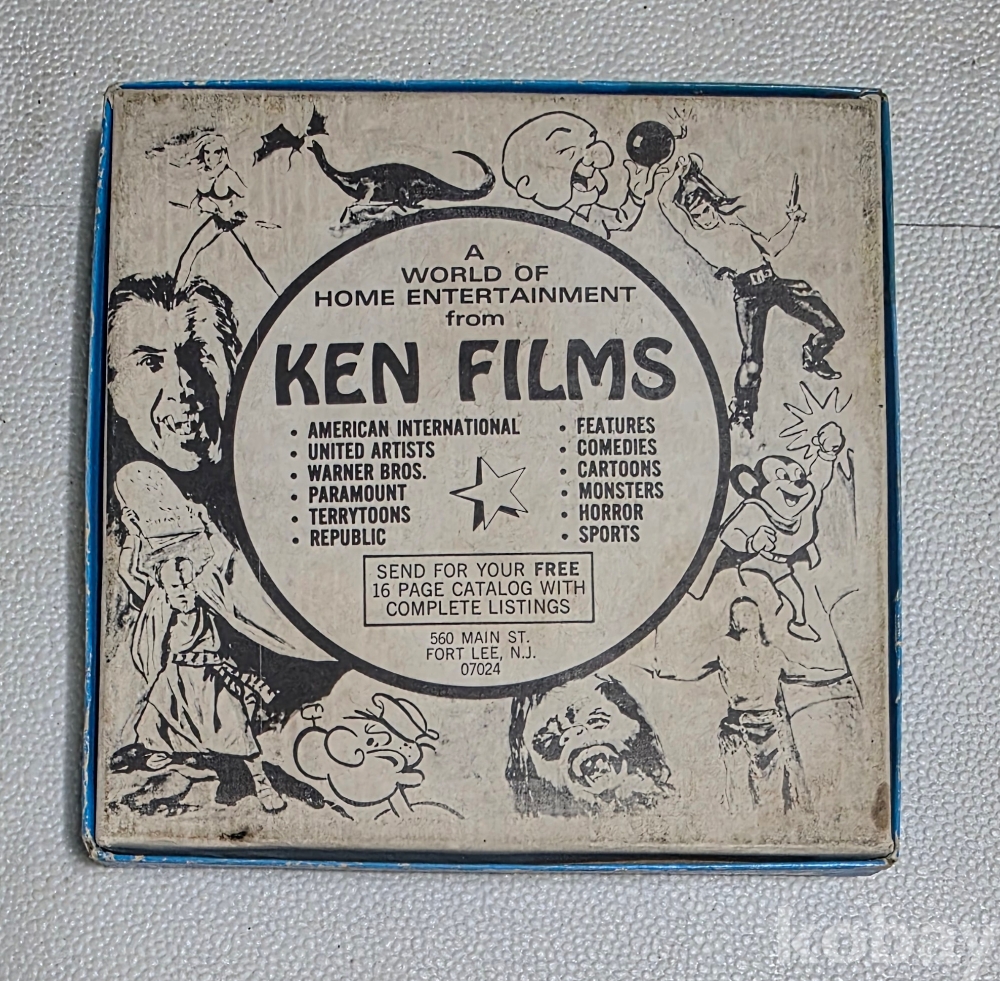 A
WORLD OF
HOME ENTERTAINMENT
from
KEN FILMS
• AMERICAN INTERNATIONAL
• UNITED ARTISTS
• WARNER BROS.
• PARAMOUNT
• TERRYTOONS
• REPUBLIC
• FEATURES
• COMEDIES
• CARTOONS
• MONSTERS
• HORROR
• SPORTS
SEND FOR YOUR FREE
16 PAGE CATALOG WITH
COMPLETE LISTINGS
560 MAIN ST.
FORT LEE, N.J.
07024